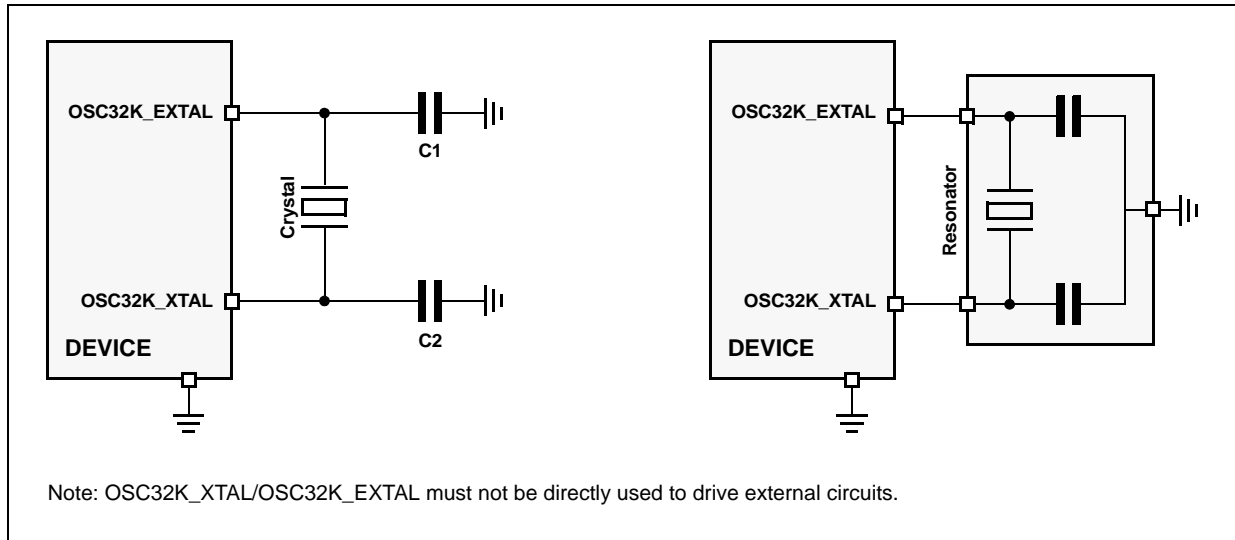 OSC32K_EXTAL
C1
Crystal
OSC32K_XTAL
C2
DEVICE
OSC32K_EXTAL
Resonator
OSC32K_XTAL
DEVICE
Note: OSC32K_XTAL/OSC32K_EXTAL must not be directly used to drive external circuits.